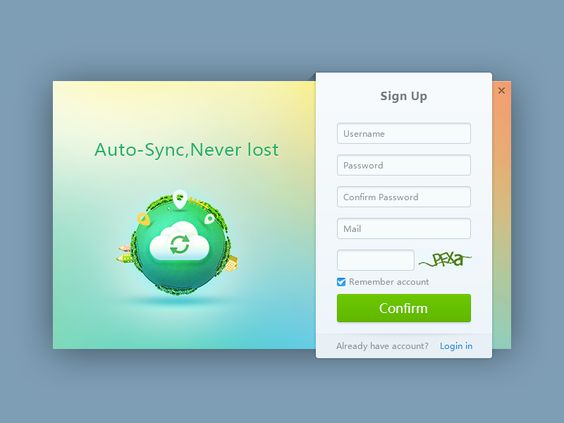 Auto-Sync,Never lost
Sign Up
Username
Password
Confirm Password
Mail
Remember account
Confirm
Already have account? Login in